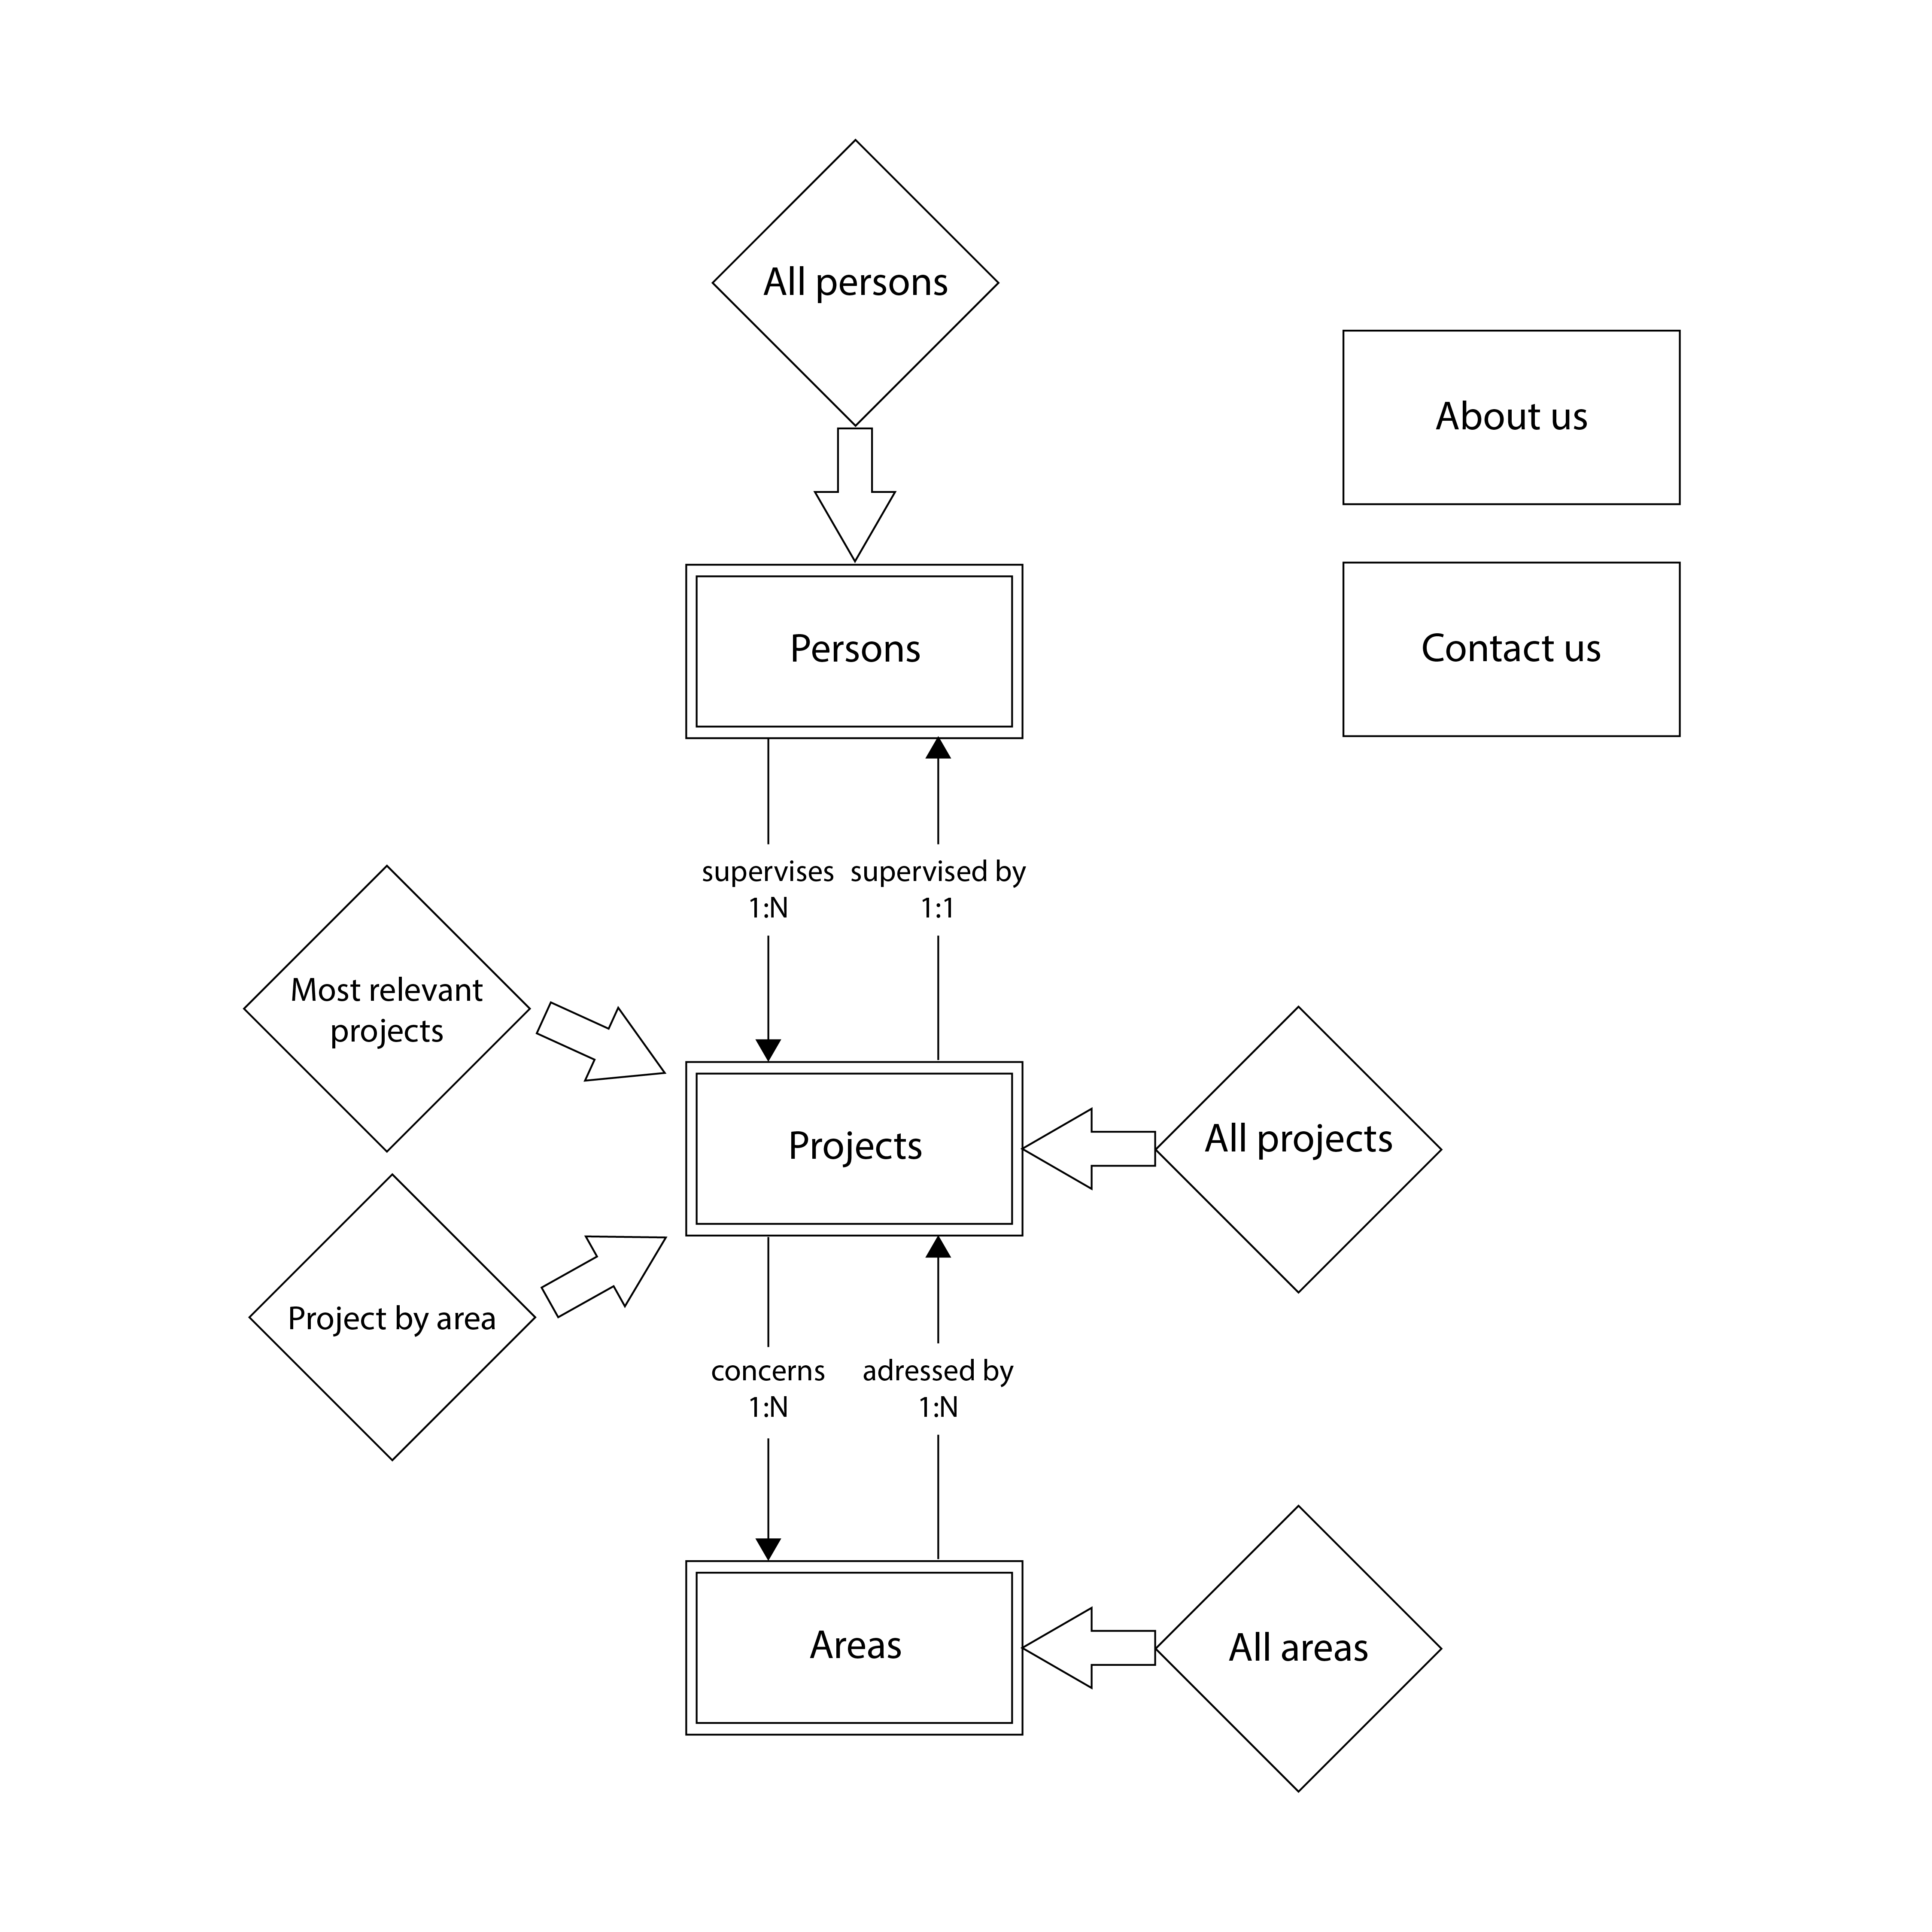 All persons
About us
Persons
Contact us
supervises
1:N
supervised by
1:1
Most relevant
projects
Projects
All projects
Project by area
concerns
1:N
adressed by
1:N
Areas
All areas